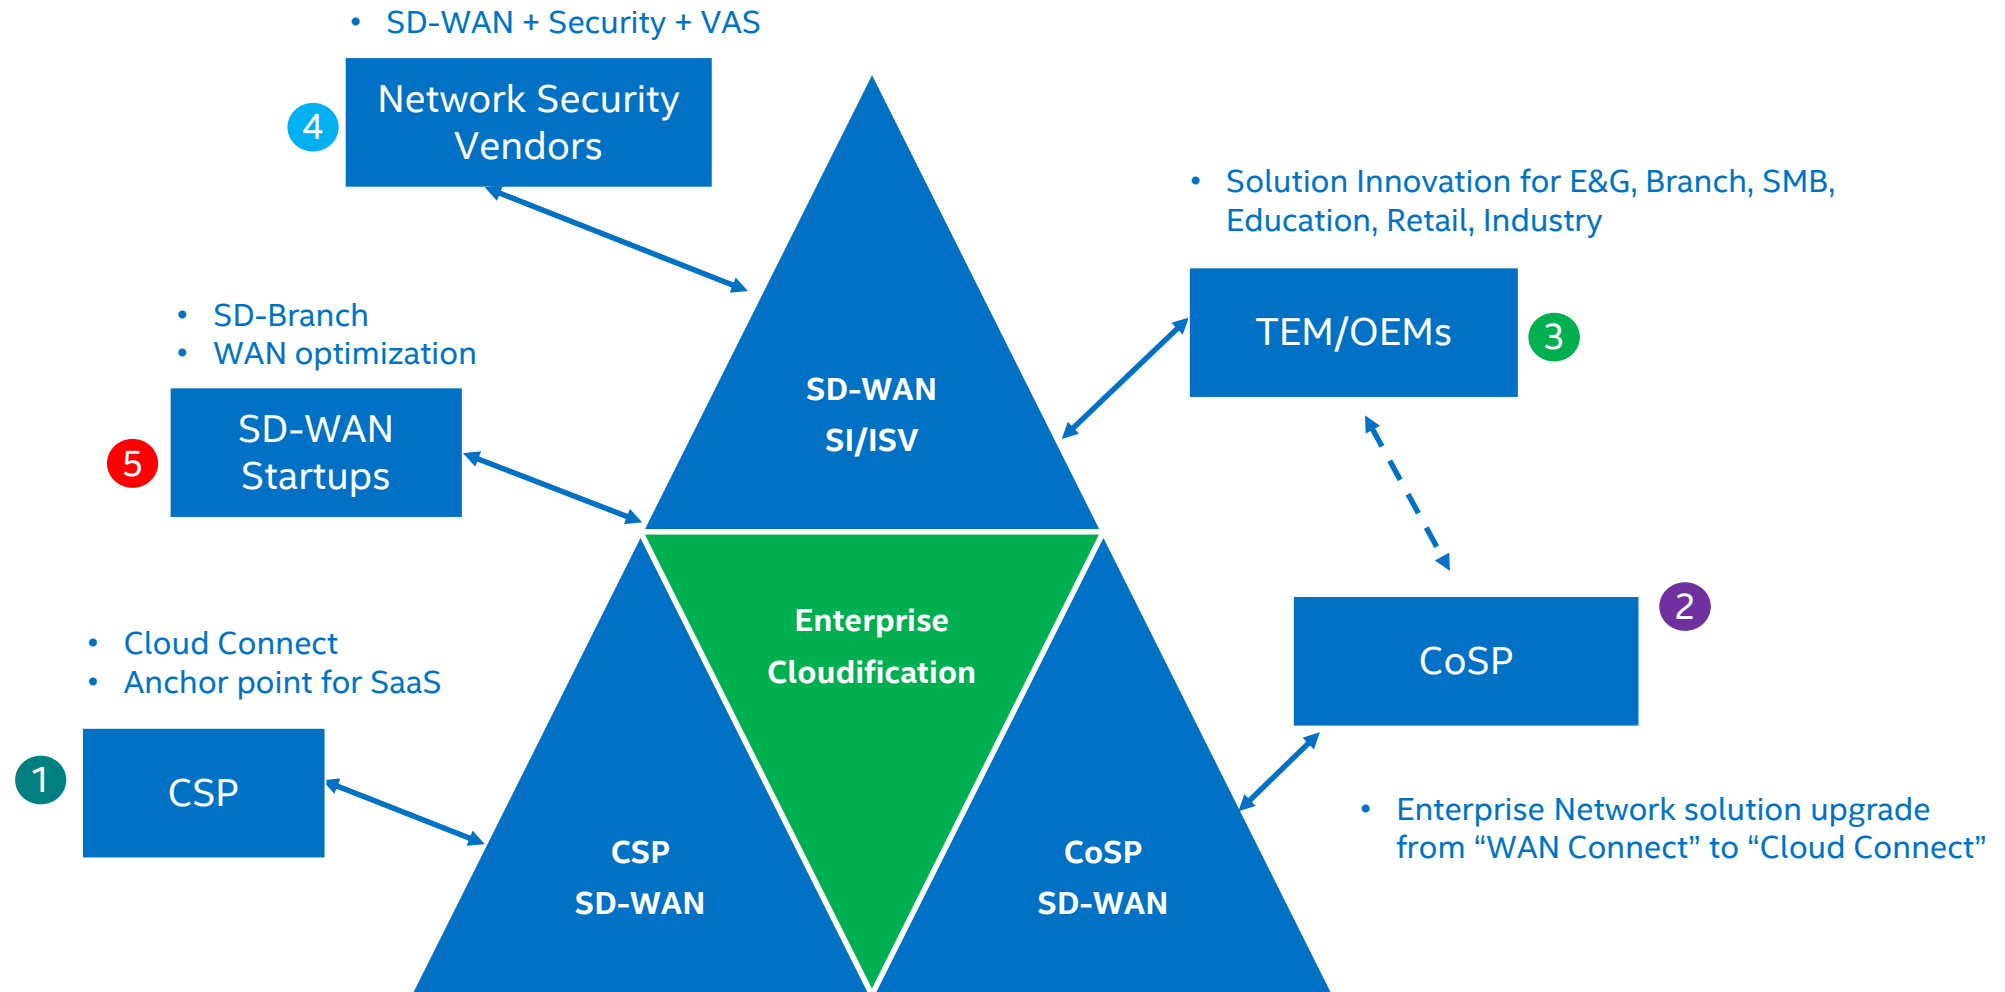 • SD-WAN + Security + VAS
Network Security
Vendors
4
• Solution Innovation for E&G, Branch, SMB,
Education, Retail, Industry
TEM/OEMs
3
• SD-Branch
• WAN optimization
SD-WAN
Startups
5
SD-WAN
SI/ISV
Enterprise
Cloudification
2
CoSP
• Cloud Connect
• Anchor point for SaaS
1
CSP
• Enterprise Network solution upgrade
from “WAN Connect” to “Cloud Connect”
CSP
SD-WAN
CoSP
SD-WAN